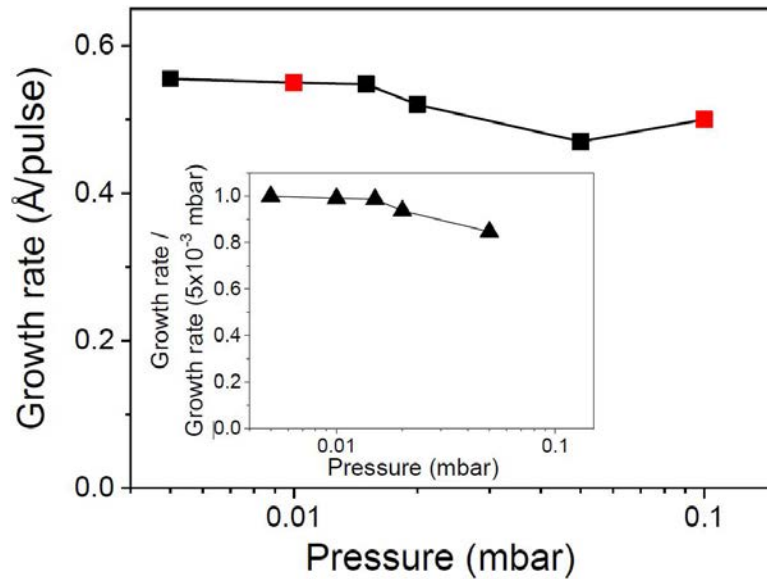 0.6
0.4
0.2
0.0
Growth rate (Å/pulse)
0.01
0.1
Pressure (mbar)
1.0
0.8
0.6
0.4
0.2
0.0
Growth rate /
Growth rate (5x10⁻³ mbar)
0.01
0.1
Pressure (mbar)